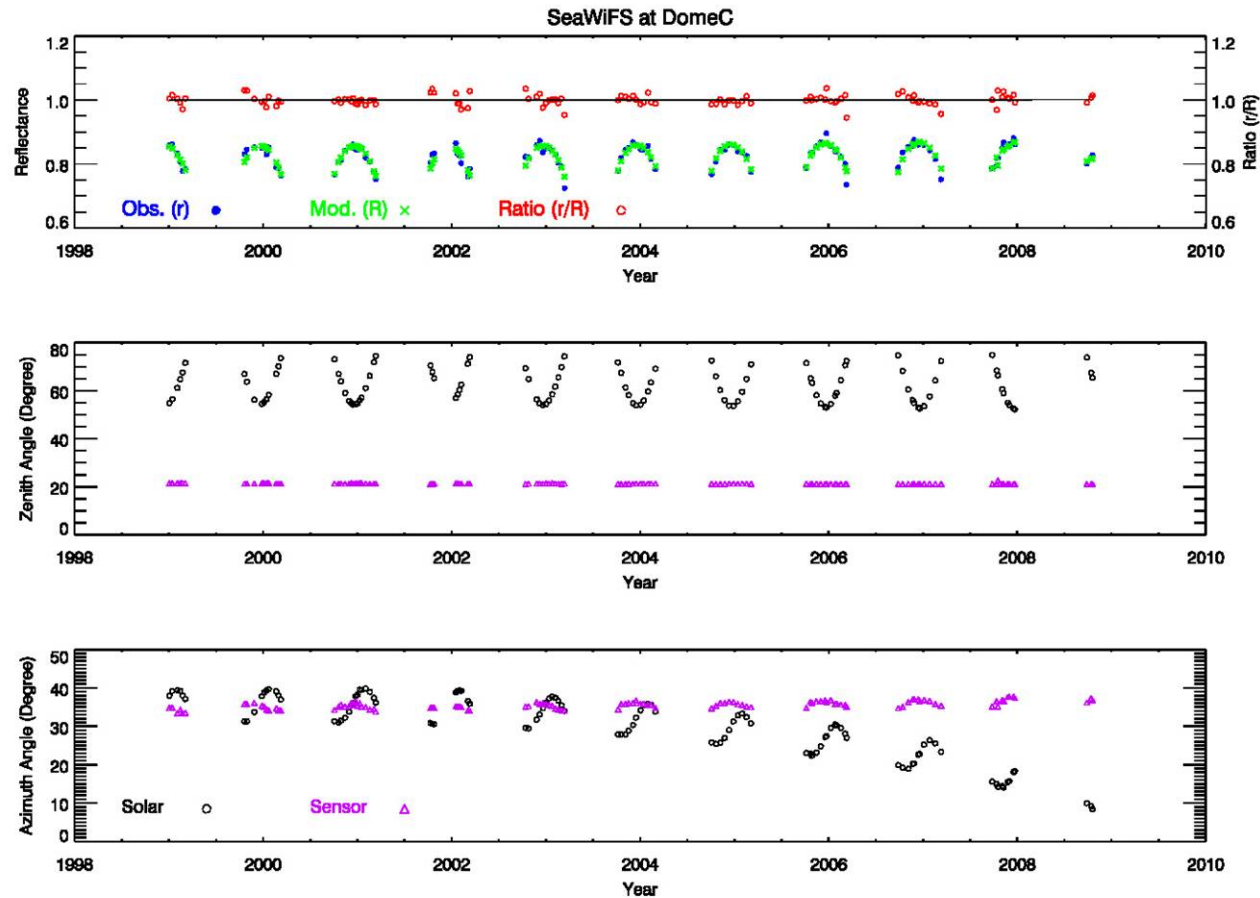 SeaWiFS at DomeC
1.2
1.0
0.8
0.6
Reflectance
1.2
1.0
0.8
0.6
Ratio (r/R)
Obs. (r)
Mod. (R)
Ratio (r/R)
1998 2000 2002 2004 2006 2008 2010
Year
80
60
40
20
0
Zenith Angle (Degree)
1998 2000 2002 2004 2006 2008 2010
Year
50
40
30
20
10
0
Azimuth Angle (Degree)
Solar
Sensor
1998 2000 2002 2004 2006 2008 2010
Year